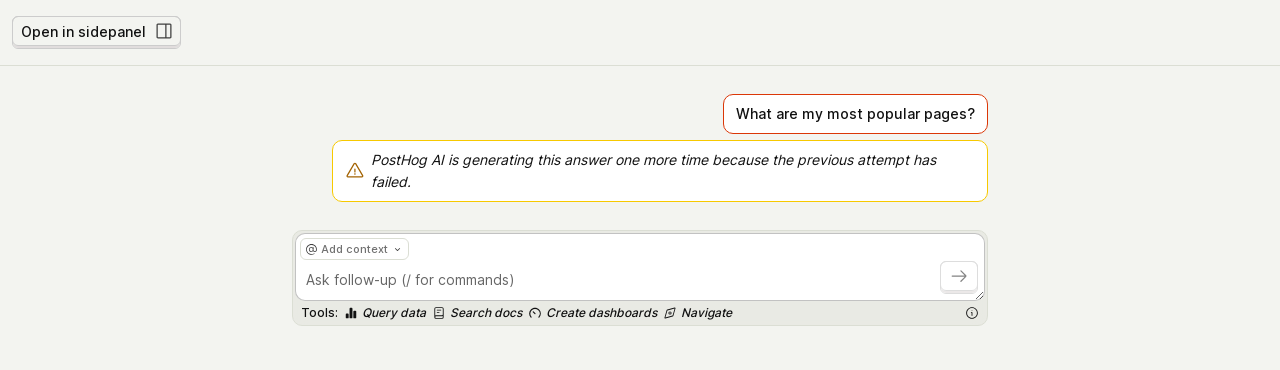 Open in sidepanel
What are my most popular pages?
PostHog AI is generating this answer one more time because the previous attempt has
failed.
@ Add context
Ask follow-up (/ for commands)
Tools: Query data Search docs Create dashboards Navigate